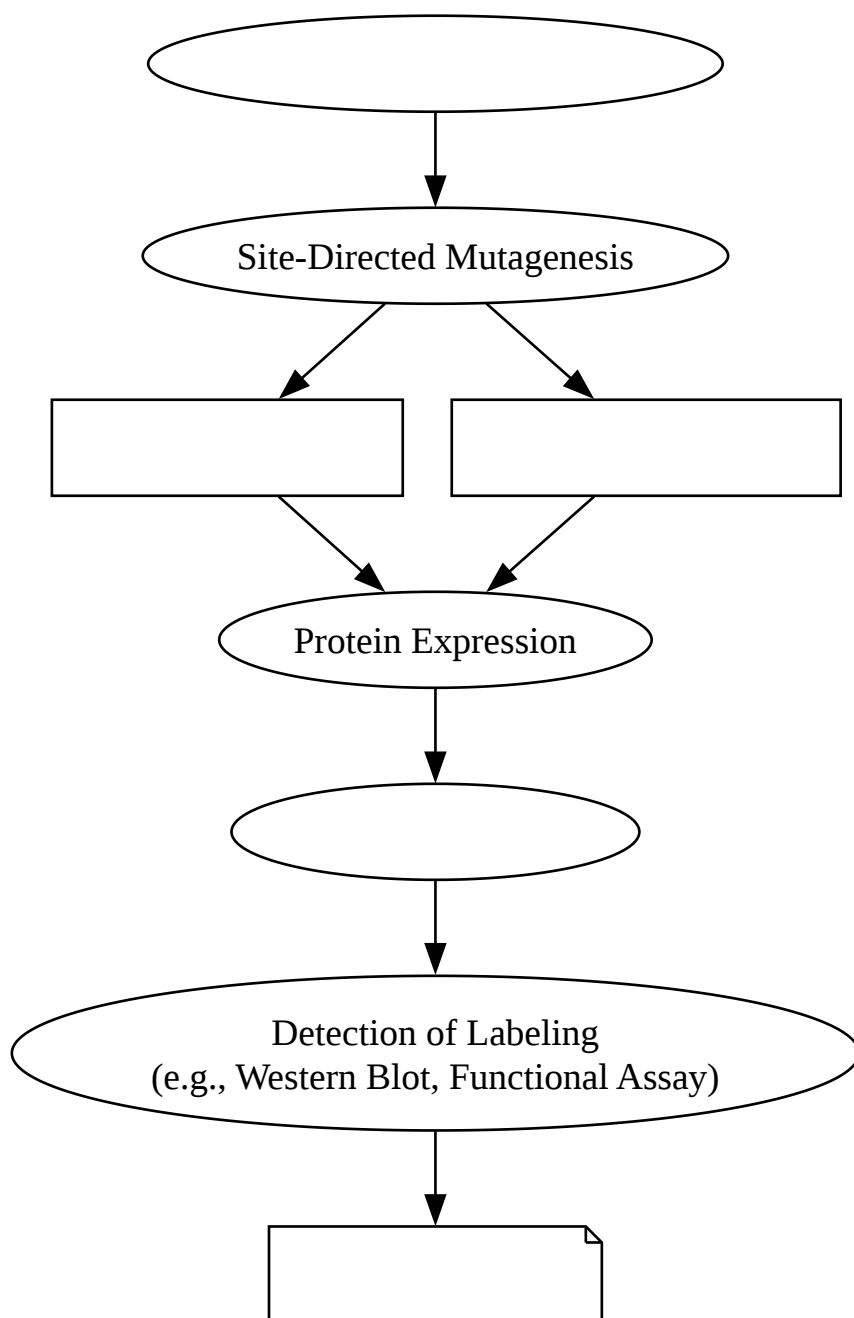 Site-Directed Mutagenesis
Protein Expression
Detection of Labeling
(e.g., Western Blot, Functional Assay)